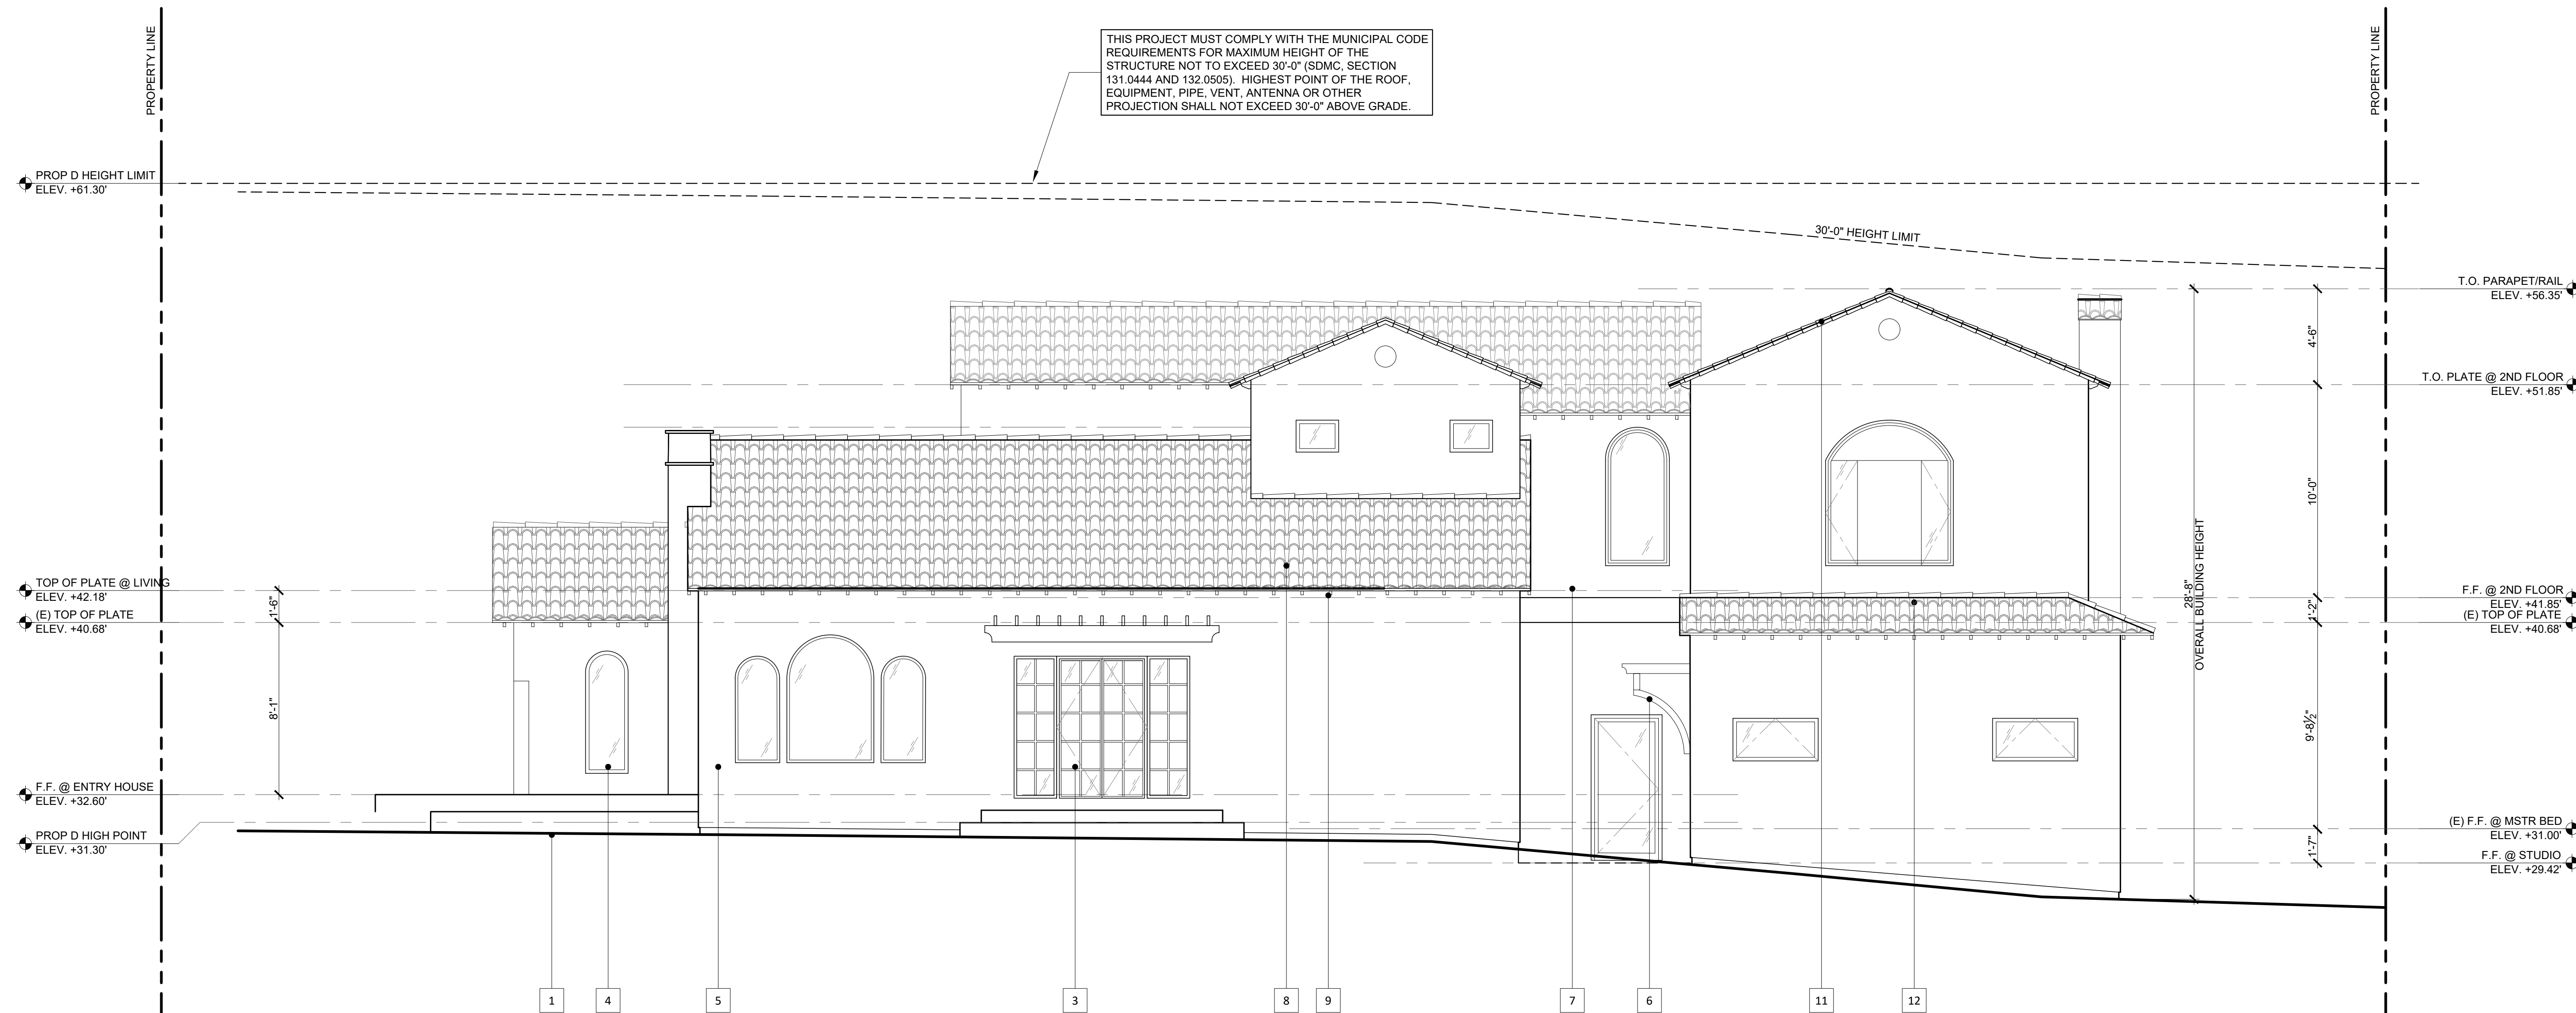 PROPERTY LINE
PROPERTY LINE
THIS PROJECT MUST COMPLY WITH THE MUNICIPAL CODE
REQUIREMENTS FOR MAXIMUM HEIGHT OF THE
STRUCTURE NOT TO EXCEED 30'-0" (SDMC, SECTION
131.0444 AND 132.0505). HIGHEST POINT OF THE ROOF,
EQUIPMENT, PIPE, VENT, ANTENNA OR OTHER
PROJECTION SHALL NOT EXCEED 30'-0" ABOVE GRADE.
PROP D HEIGHT LIMIT
ELEV. +61.30'
30'-0" HEIGHT LIMIT
T.O. PARAPET/RAIL
ELEV. +56.35'
4'-6"
T.O. PLATE @ 2ND FLOOR
ELEV. +51.85'
10'-0"
28'-8"
OVERALL BUILDING HEIGHT
TOP OF PLATE @ LIVING
ELEV. +42.18'
1'-6"
(E) TOP OF PLATE
ELEV. +40.68'
8'-1"
F.F. @ 2ND FLOOR
ELEV. +41.85'
1'-2"
(E) TOP OF PLATE
ELEV. +40.68'
9'-8½"
F.F. @ ENTRY HOUSE
ELEV. +32.60'
PROP D HIGH POINT
ELEV. +31.30'
(E) F.F. @ MSTR BED
ELEV. +31.00'
1'-7"
F.F. @ STUDIO
ELEV. +29.42'
1
4
5
3
8
9
7
6
11
12